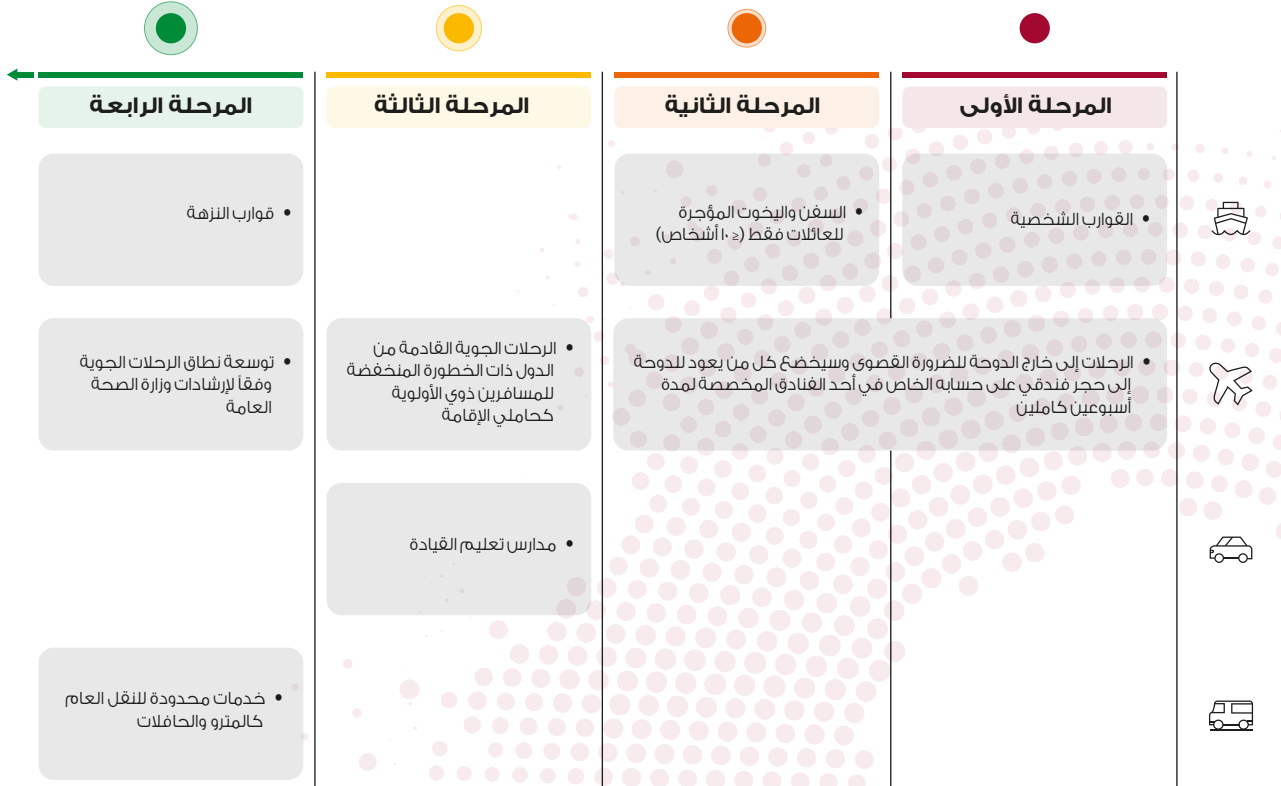 المرحلة الأولى
المرحلة الثانية
المرحلة الثالثة
المرحلة الرابعة
• القوارب الشخصية
• السفن واليخوت المؤجرة
للعائلات فقط (≤ ١٠ أشخاص)
• قوارب النزهة
• الرحلات إلى خارج الدوحة للضرورة القصوى وسيخضع كل من يعود للدوحة
إلى حجر فندقي على حسابه الخاص في أحد الفنادق المخصصة لمدة
أسبوعين كاملين
• الرحلات الجوية القادمة من
الدول ذات الخطورة المنخفضة
للمسافرين ذوي الأولوية
كحاملي الإقامة
• توسعة نطاق الرحلات الجوية
وفقاً لإرشادات وزارة الصحة
العامة
• مدارس تعليم القيادة
• خدمات محدودة للنقل العام
كالمترو والحافلات